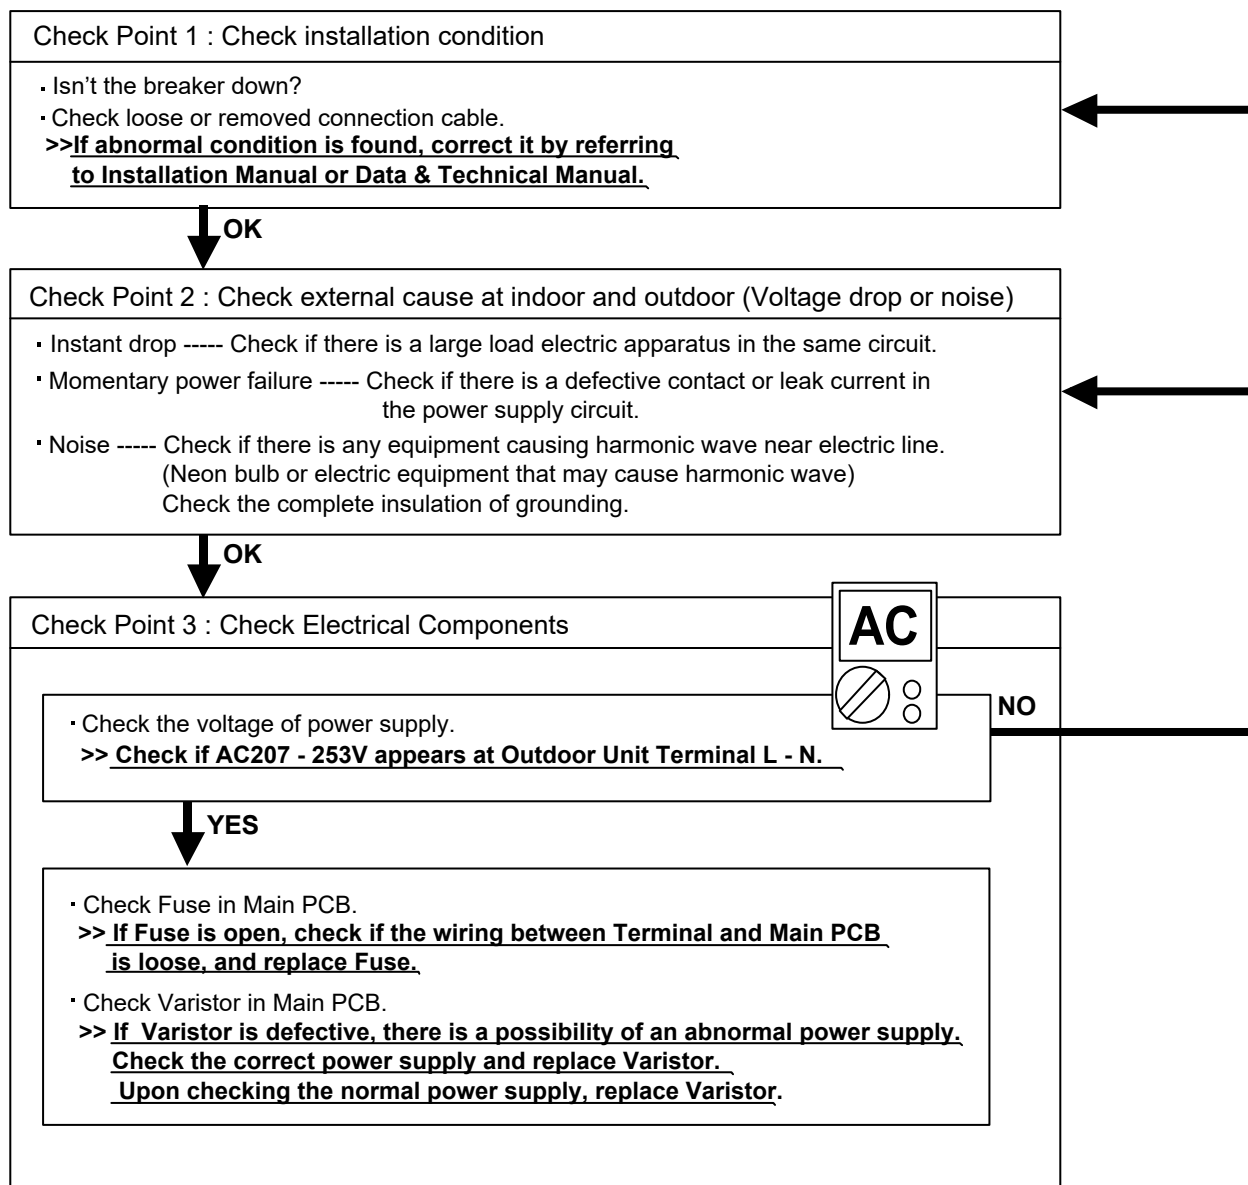 Check Point 1 : Check installation condition
· Isn’t the breaker down?
· Check loose or removed connection cable.
>>If abnormal condition is found, correct it by referring
to Installation Manual or Data & Technical Manual.
OK
Check Point 2 : Check external cause at indoor and outdoor (Voltage drop or noise)
· Instant drop ----- Check if there is a large load electric apparatus in the same circuit.
· Momentary power failure ----- Check if there is a defective contact or leak current in
the power supply circuit.
· Noise ----- Check if there is any equipment causing harmonic wave near electric line.
(Neon bulb or electric equipment that may cause harmonic wave)
Check the complete insulation of grounding.
OK
Check Point 3 : Check Electrical Components
AC
· Check the voltage of power supply.
>> Check if AC207 - 253V appears at Outdoor Unit Terminal L - N.
NO
YES
· Check Fuse in Main PCB.
>> If Fuse is open, check if the wiring between Terminal and Main PCB
is loose, and replace Fuse.
· Check Varistor in Main PCB.
>> If  Varistor is defective, there is a possibility of an abnormal power supply.
Check the correct power supply and replace Varistor.
Upon checking the normal power supply, replace Varistor.